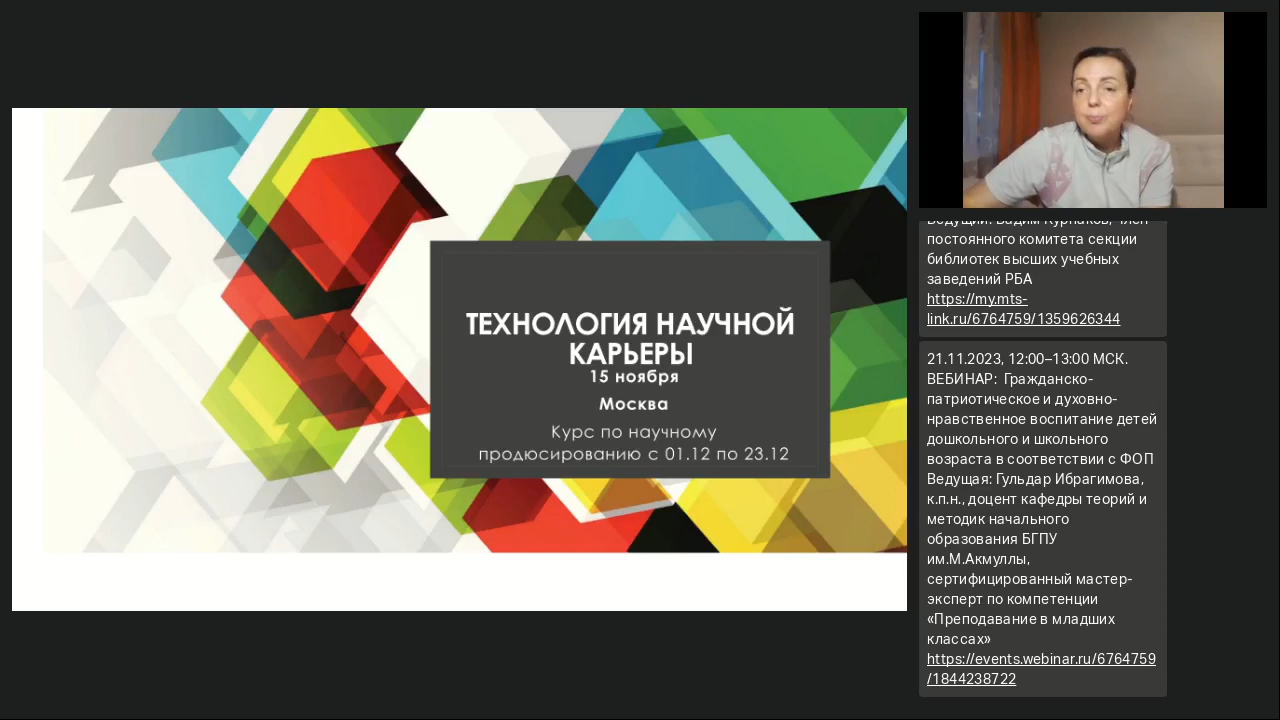 ТЕХНОЛОГИЯ НАУЧНОЙ
КАРЬЕРЫ
15 ноября
Москва
Курс по научному
продюсированию с 01.12 по 23.12
Ведущий: Вадим Курпаков, член
постоянного комитета секции
библиотек высших учебных
заведений РБА
https://my.mts-
link.ru/6764759/1359626344
21.11.2023, 12:00–13:00 МСК.
ВЕБИНАР: Гражданско-
патриотическое и духовно-
нравственное воспитание детей
дошкольного и школьного
возраста в соответствии с ФОП
Ведущая: Гульдар Ибрагимова,
к.п.н., доцент кафедры теорий и
методик начального
образования БГПУ
им.М.Акмуллы,
сертифицированный мастер-
эксперт по компетенции
«Преподавание в младших
классах»
https://events.webinar.ru/6764759
/1844238722